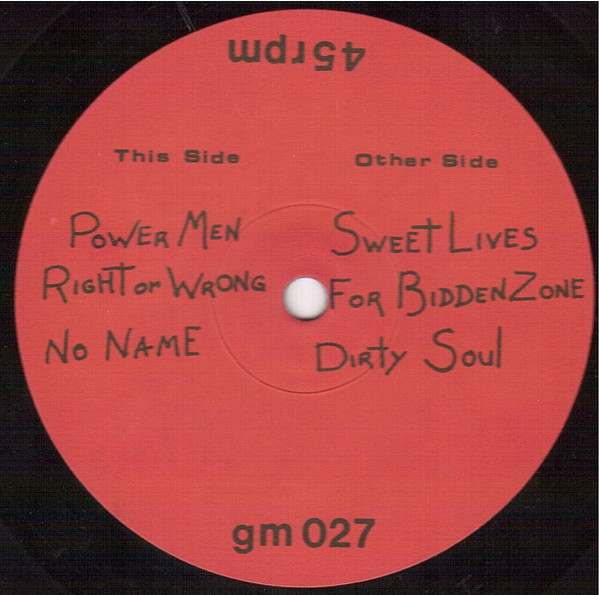 45rpm
This Side
Power Men
Right or Wrong
No Name
Other Side
Sweet Lives
For Bidden Zone
Dirty Soul
gm 027